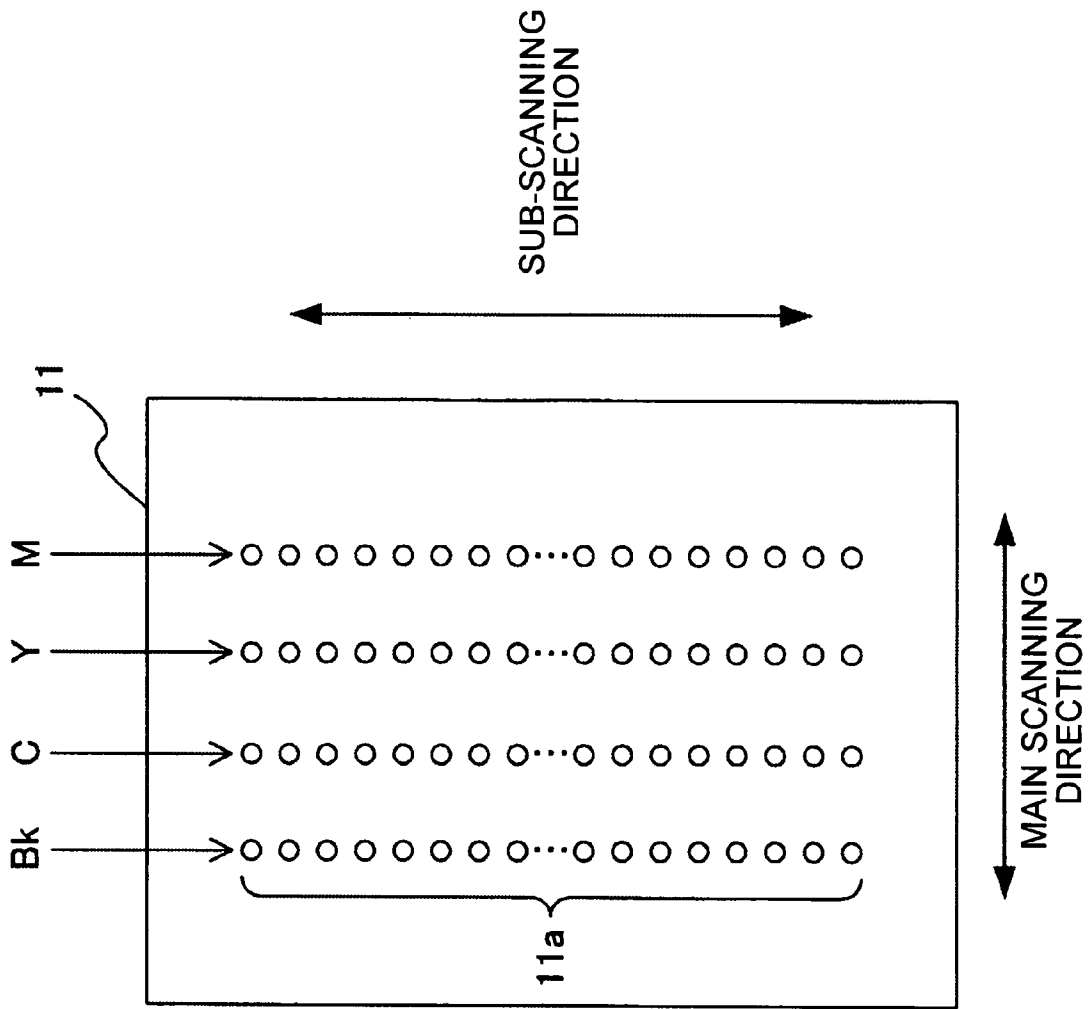 Bk
C
Y
M
11
11a
SUB-SCANNING
DIRECTION
MAIN SCANNING
DIRECTION